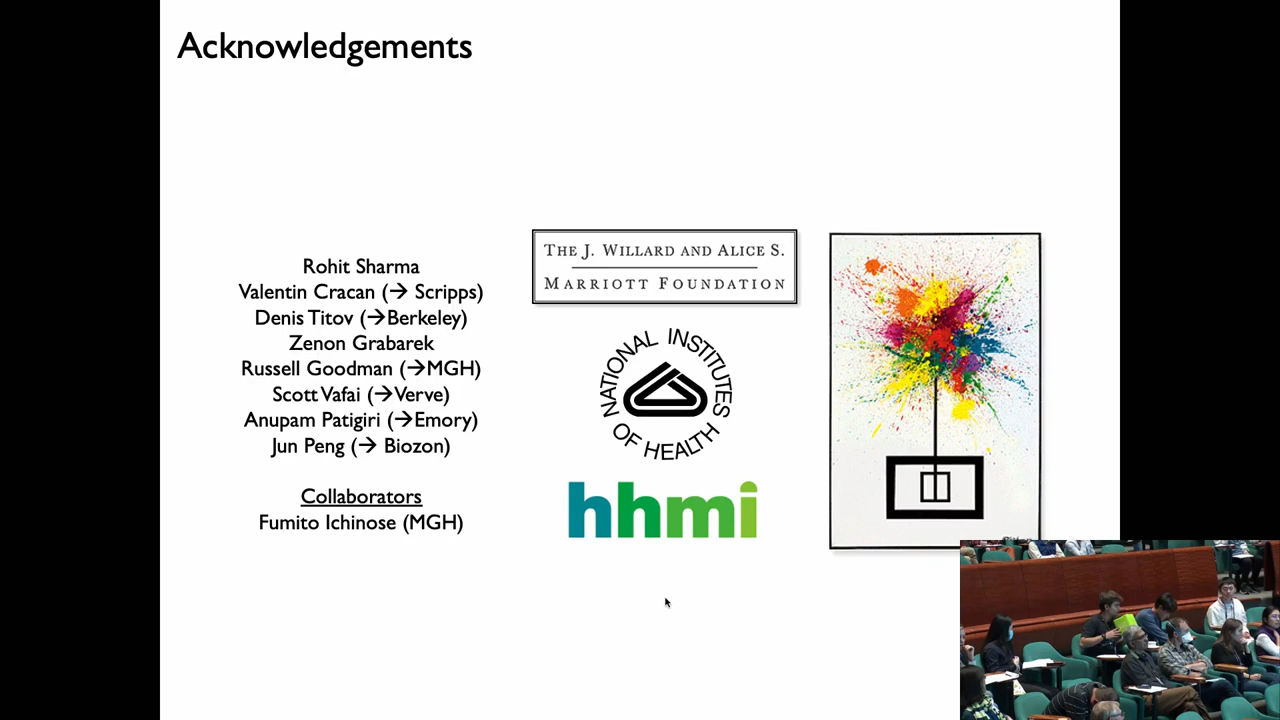 Acknowledgements
Rohit Sharma
Valentin Cracan (→ Scripps)
Denis Titov (→Berkeley)
Zenon Grabarek
Russell Goodman (→MGH)
Scott Vafai (→Verve)
Anupam Patigiri (→Emory)
Jun Peng (→ Biozon)
Collaborators
Fumito Ichinose (MGH)
THE J. WILLARD AND ALICE S.
MARRIOTT FOUNDATION
NATIONAL INSTITUTES
OF HEALTH
hhmi